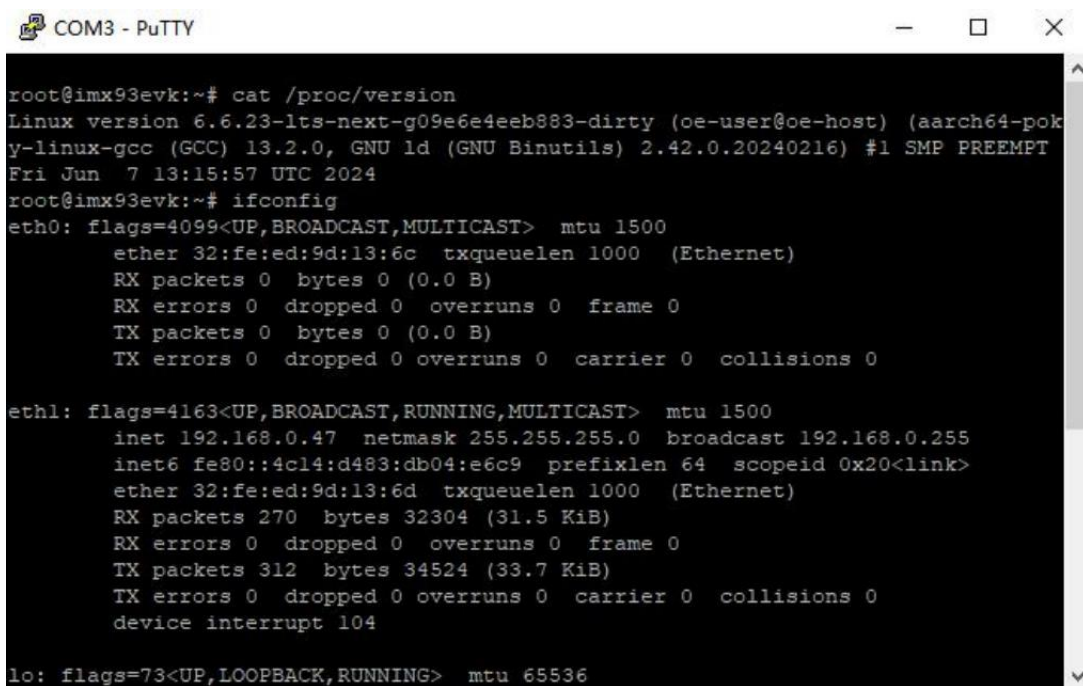 COM3 - PuTTY
root@imx93evk:~# cat /proc/version
Linux version 6.6.23-lts-next-g09e6e4eeb883-dirty (oe-user@oe-host) (aarch64-pok
y-linux-gcc (GCC) 13.2.0, GNU ld (GNU Binutils) 2.42.0.20240216) #1 SMP PREEMPT
Fri Jun  7 13:15:57 UTC 2024
root@imx93evk:~# ifconfig
eth0: flags=4099<UP,BROADCAST,MULTICAST>  mtu 1500
        ether 32:fe:ed:9d:13:6c  txqueuelen 1000  (Ethernet)
        RX packets 0  bytes 0 (0.0 B)
        RX errors 0  dropped 0  overruns 0  frame 0
        TX packets 0  bytes 0 (0.0 B)
        TX errors 0  dropped 0 overruns 0  carrier 0  collisions 0
eth1: flags=4163<UP,BROADCAST,RUNNING,MULTICAST>  mtu 1500
        inet 192.168.0.47  netmask 255.255.255.0  broadcast 192.168.0.255
        inet6 fe80::4c14:d483:db04:e6c9  prefixlen 64  scopeid 0x20<link>
        ether 32:fe:ed:9d:13:6d  txqueuelen 1000  (Ethernet)
        RX packets 270  bytes 32304 (31.5 KiB)
        RX errors 0  dropped 0  overruns 0  frame 0
        TX packets 312  bytes 34524 (33.7 KiB)
        TX errors 0  dropped 0 overruns 0  carrier 0  collisions 0
        device interrupt 104
lo: flags=73<UP,LOOPBACK,RUNNING>  mtu 65536